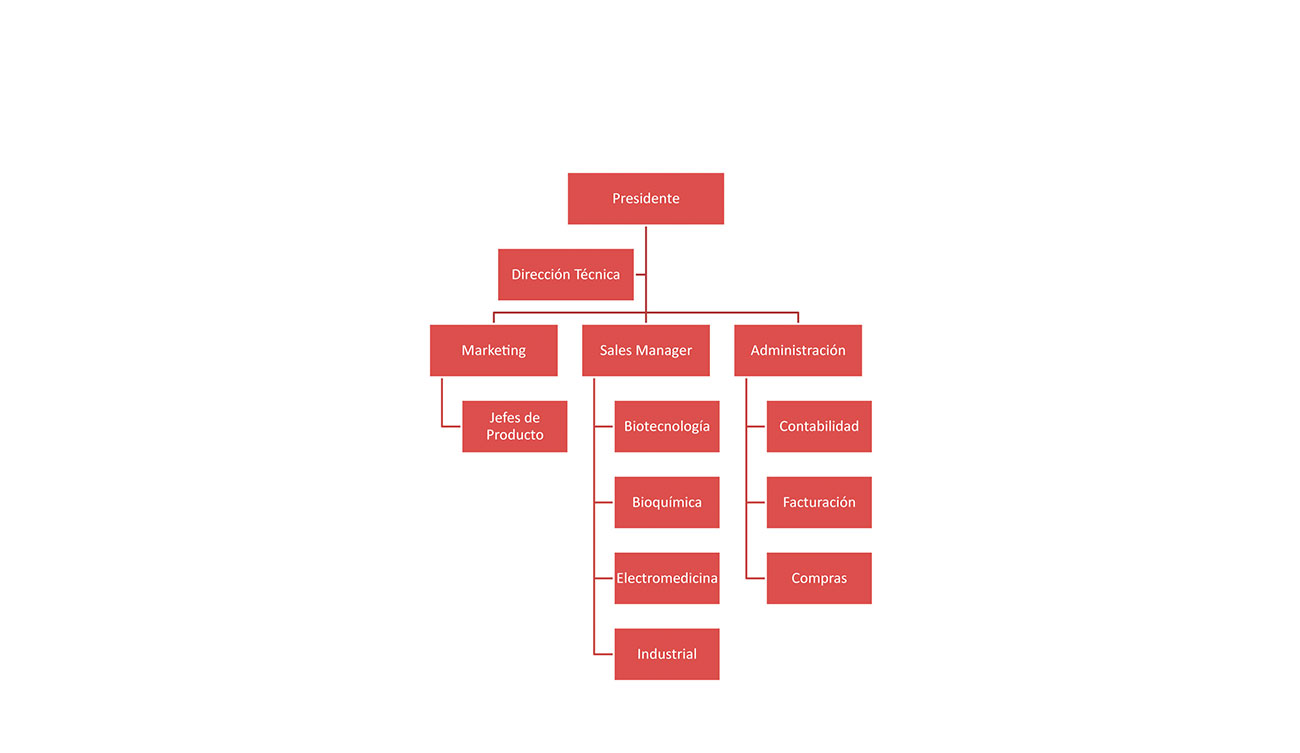 Presidente
Dirección Técnica
Marketing
Sales Manager
Administración
Jefes de
Producto
Biotecnología
Contabilidad
Bioquímica
Facturación
Electromedicina
Compras
Industrial